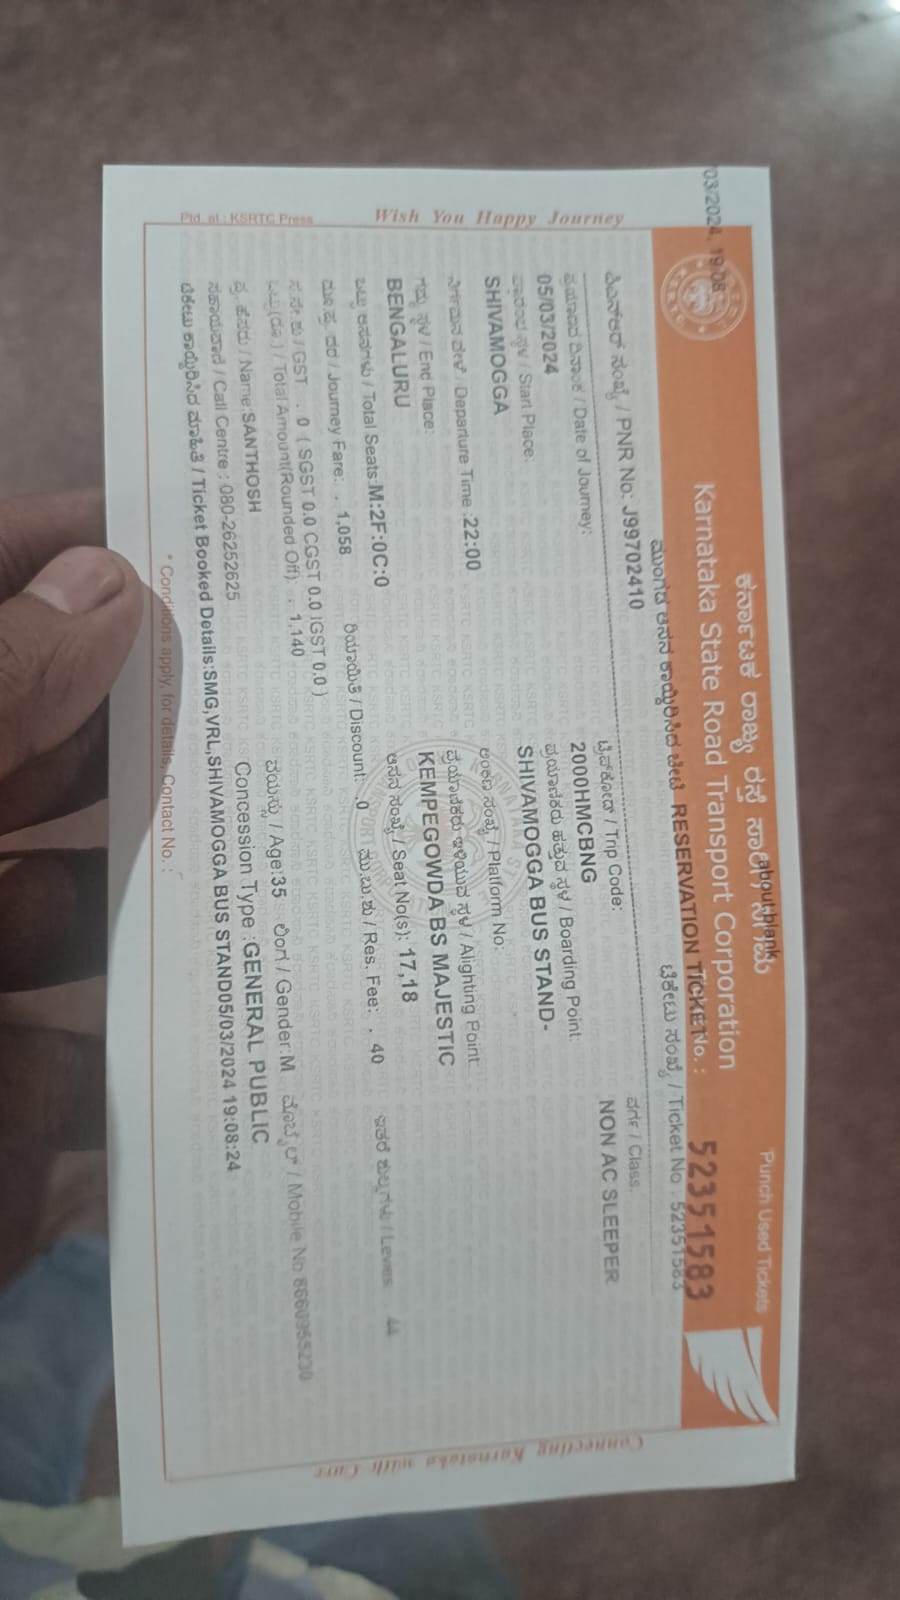 03/2024, 19:08
about:blank
Punch Used Tickets
ಕರ್ನಾಟಕ ರಾಜ್ಯ ರಸ್ತೆ ಸಾರಿಗೆ ನಿಗಮ
Karnataka State Road Transport Corporation
No. : 52351583
ಮುಂಗಡ ಆಸನ ಕಾಯ್ದಿರಿಸಿದ ಚೀಟಿ RESERVATION TICKET
ಟಿಕೇಟು ಸಂಖ್ಯೆ / Ticket No : 52351583
ಪಿಎನ್ಆರ್ ಸಂಖ್ಯೆ / PNR No: J99702410
ಟ್ರಿಪ್ ಕೋಡ್ / Trip Code:
2000HMCBNG
ವರ್ಗ / Class:
NON AC SLEEPER
ಪ್ರಯಾಣದ ದಿನಾಂಕ / Date of Journey:
05/03/2024
ಪ್ರಯಾಣಿಕರು ಹತ್ತುವ ಸ್ಥಳ / Boarding Point:
SHIVAMOGGA BUS STAND-
ಸ್ಥಳ / Start Place:
SHIVAMOGGA
ಅಂಕಣ ಸಂಖ್ಯೆ / Platform No:
ನಿರ್ಗಮನ ವೇಳೆ / Departure Time :22:00
ಪ್ರಯಾಣಿಕರು ಇಳಿಯುವ ಸ್ಥಳ / Alighting Point:
KEMPEGOWDA BS MAJESTIC
ಸ್ಥಳ / End Place:
BENGALURU
ಆಸನ ಸಂಖ್ಯೆ / Seat No(s): 17,18
ಒಟ್ಟು ಆಸನಗಳು / Total Seats:M:2F:0C:0
ರಿಯಾಯಿತಿ / Discount: . 0 ಮು.ಬು.ಶು / Res. Fee: . 40 ಇತರೆ ಶುಲ್ಕಗಳು / Levies: . 44
ದರ / Journey Fare: . 1,058
/ GST . 0 ( SGST 0.0 CGST 0.0 IGST 0.0 )
/ Total Amount(Rounded Off) . 1,140
ವಯಸ್ಸು / Age:35 ಲಿಂಗ / Gender:M ಮೊಬೈಲ್ / Mobile No
ಹೆಸರು / Name:SANTHOSH
Concession Type :GENERAL PUBLIC
ಸಹಾಯವಾಣಿ / Call Centre : 080-26252625
ಟಿಕೇಟು ಕಾಯ್ದಿರಿಸಿದ ಮಾಹಿತಿ / Ticket Booked Details:SMG,VRL,SHIVAMOGGA BUS STAND05/03/2024 19:08:24
* Conditions apply, for details, Contact No. :
Ptd. at : KSRTC Press
Wish You Happy Journey
Connecting Karnataka with Care